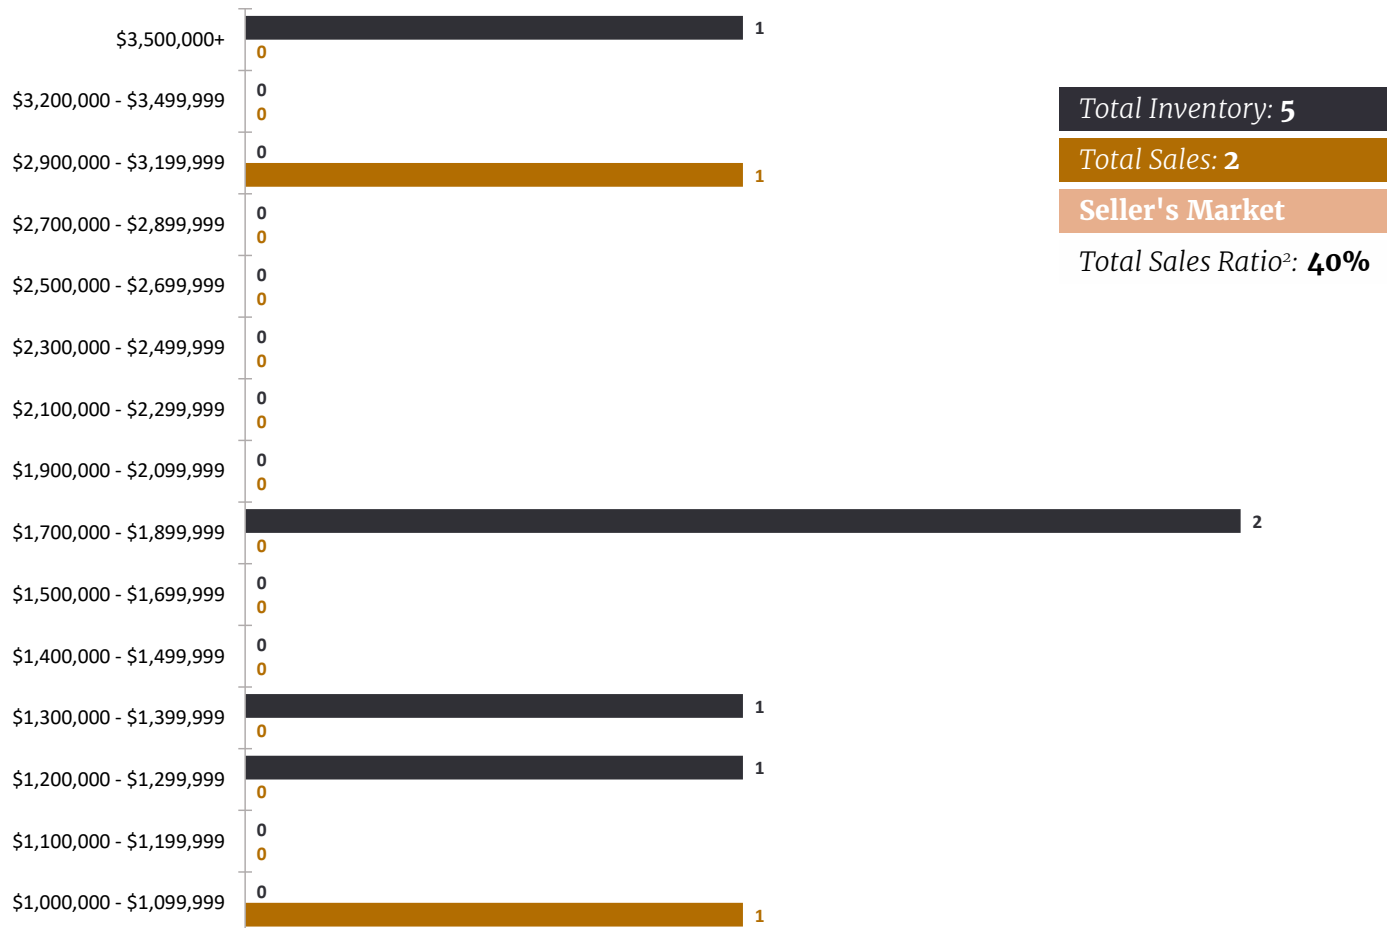 $3,500,000+
1
0
$3,200,000 - $3,499,999
0
0
$2,900,000 - $3,199,999
0
1
$2,700,000 - $2,899,999
0
0
$2,500,000 - $2,699,999
0
0
$2,300,000 - $2,499,999
0
0
$2,100,000 - $2,299,999
0
0
$1,900,000 - $2,099,999
0
0
$1,700,000 - $1,899,999
2
0
$1,500,000 - $1,699,999
0
0
$1,400,000 - $1,499,999
0
0
$1,300,000 - $1,399,999
1
0
$1,200,000 - $1,299,999
1
0
$1,100,000 - $1,199,999
0
0
$1,000,000 - $1,099,999
0
1
Total Inventory: 5
Total Sales: 2
Seller's Market
Total Sales Ratio²: 40%